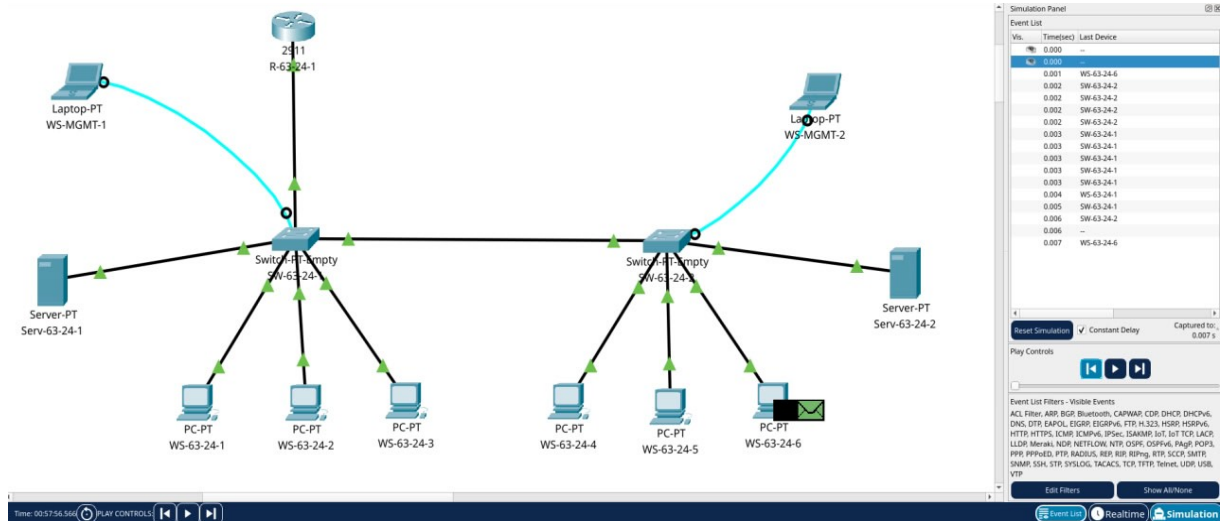 2911
R-63-24-1
Laptop-PT
WS-MGMT-1
Laptop-PT
WS-MGMT-2
Switch-PT-Empty
SW-63-24-1
Switch-PT-Empty
SW-63-24-2
Server-PT
Serv-63-24-1
Server-PT
Serv-63-24-2
PC-PT
WS-63-24-1
PC-PT
WS-63-24-2
PC-PT
WS-63-24-3
PC-PT
WS-63-24-4
PC-PT
WS-63-24-5
PC-PT
WS-63-24-6
Simulation Panel
Event List
Vis. Time(sec) Last Device
0.000 --
0.000 --
0.001 WS-63-24-6
0.002 SW-63-24-2
0.002 SW-63-24-2
0.002 SW-63-24-2
0.002 SW-63-24-2
0.003 SW-63-24-1
0.003 SW-63-24-1
0.003 SW-63-24-1
0.003 SW-63-24-1
0.003 SW-63-24-1
0.004 WS-63-24-1
0.005 SW-63-24-1
0.006 SW-63-24-2
0.006 --
0.007 WS-63-24-6
Reset Simulation Constant Delay Captured to:
0.007 s
Play Controls
Event List Filters - Visible Events
ACL Filter, ARP, BGP, Bluetooth, CAPWAP, CDP, DHCP, DHCPv6,
DNS, DTP, EAPOL, EIGRP, EIGRPv6, FTP, H.323, HSRP, HSRPv6,
HTTP, HTTPS, ICMP, ICMPv6, IPSec, ISAKMP, IoT, IoT TCP, LACP,
LLDP, Meraki, NDP, NETFLOW, NTP, OSPF, OSPFv6, PAgP, POP3,
PPP, PPPoED, PTP, RADIUS, REP, RIP, RIPng, RTP, SCCP, SMTP,
SNMP, SSH, STP, SYSLOG, TACACS, TCP, TFTP, Telnet, UDP, USB,
VTP
Edit Filters Show All/None
Time: 00:57:56.566 PLAY CONTROLS: Event List Realtime Simulation